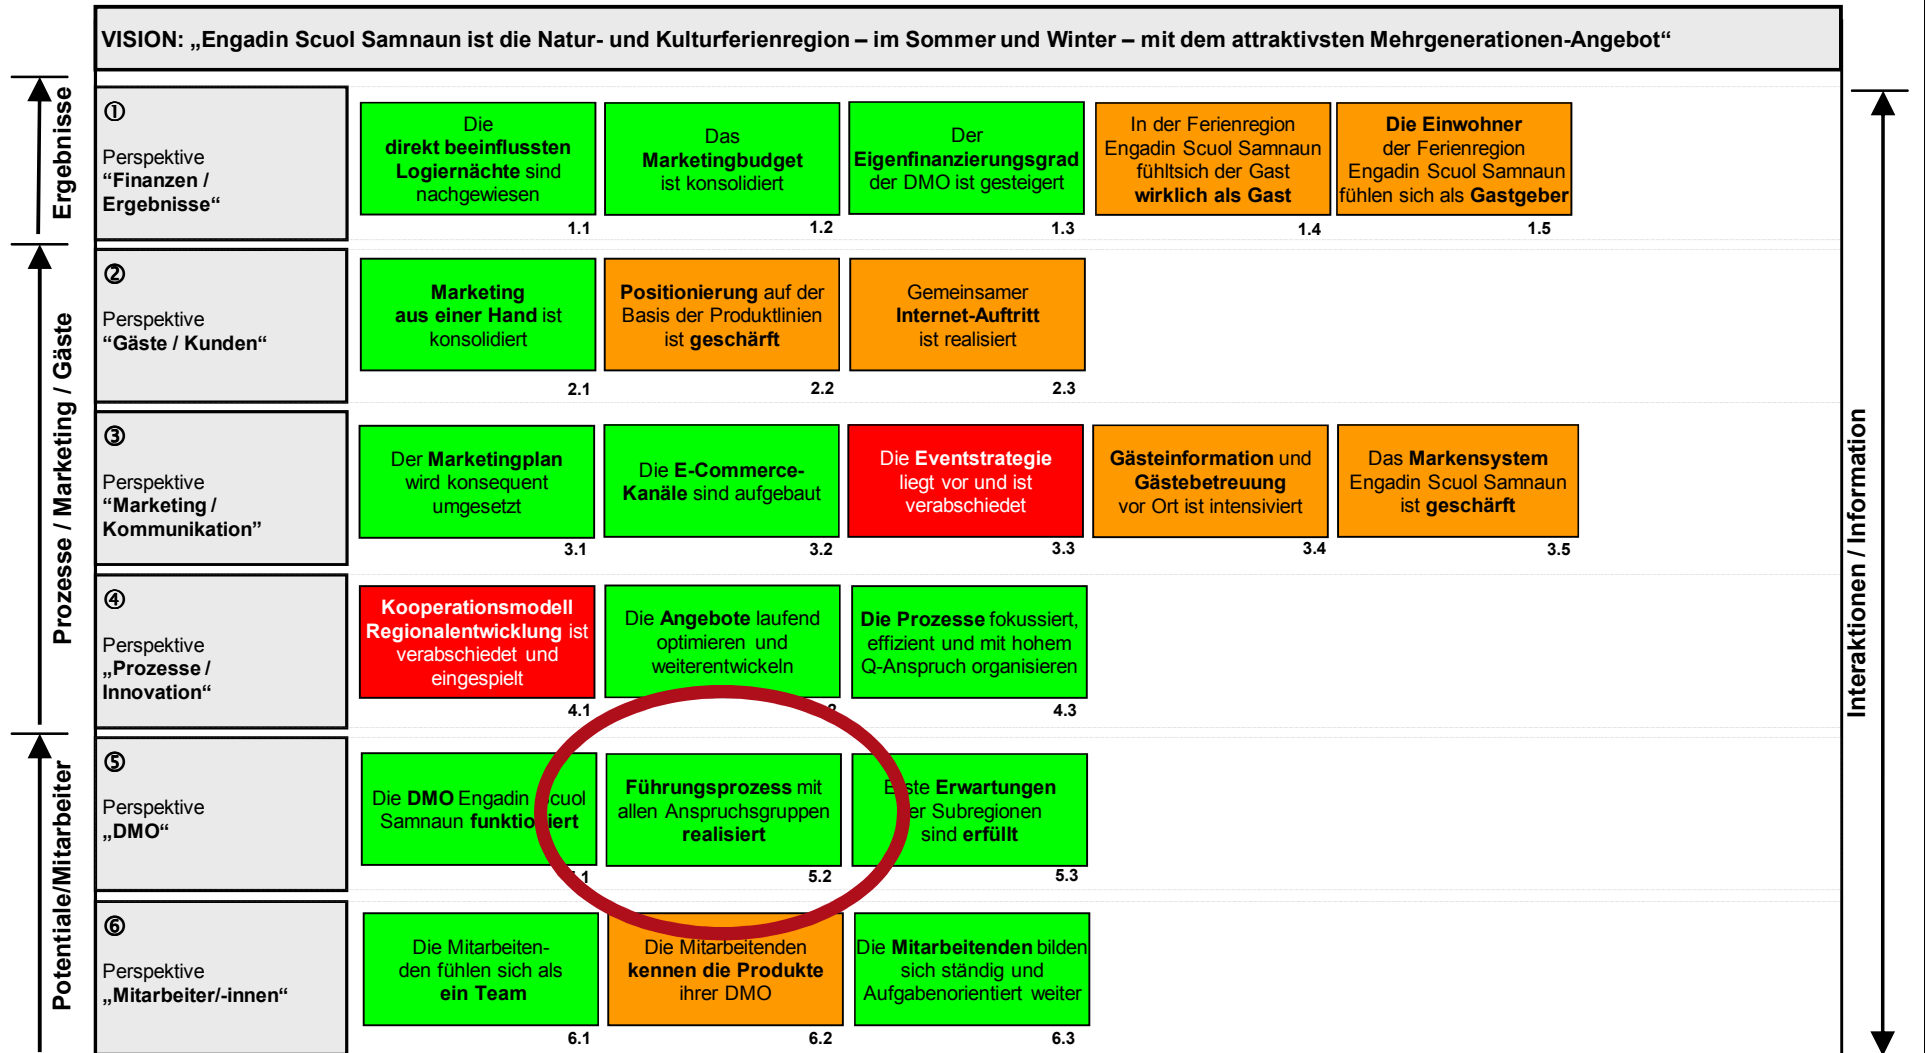 VISION: „Engadin Scuol Samnaun ist die Natur- und Kulturferienregion – im Sommer und Winter – mit dem attraktivsten Mehrgenerationen-Angebot“
Ergebnisse
①
Perspektive
“Finanzen /
Ergebnisse“
Die
direkt beeinflussten
Logiernächte sind
nachgewiesen
1.1
Das
Marketingbudget
ist konsolidiert
1.2
Der
Eigenfinanzierungsgrad
der DMO ist gesteigert
1.3
In der Ferienregion
Engadin Scuol Samnaun
fühltsich der Gast
wirklich als Gast
1.4
Die Einwohner
der Ferienregion
Engadin Scuol Samnaun
fühlen sich als Gastgeber
1.5
Prozesse / Marketing / Gäste
②
Perspektive
“Gäste / Kunden“
Marketing
aus einer Hand ist
konsolidiert
2.1
Positionierung auf der
Basis der Produktlinien
ist geschärft
2.2
Gemeinsamer
Internet-Auftritt
ist realisiert
2.3
③
Perspektive
“Marketing /
Kommunikation”
Der Marketingplan
wird konsequent
umgesetzt
3.1
Die E-Commerce-
Kanäle sind aufgebaut
3.2
Die Eventstrategie
liegt vor und ist
verabschiedet
3.3
Gästeinformation und
Gästebetreuung
vor Ort ist intensiviert
3.4
Das Markensystem
Engadin Scuol Samnaun
ist geschärft
3.5
④
Perspektive
„Prozesse /
Innovation“
Kooperationsmodell
Regionalentwicklung ist
verabschiedet und
eingespielt
4.1
Die Angebote laufend
optimieren und
weiterentwickeln
Die Prozesse fokussiert,
effizient und mit hohem
Q-Anspruch organisieren
4.3
Potentiale/Mitarbeiter
⑤
Perspektive
„DMO“
Die DMO Engadin Scuol
Samnaun funktioniert
5.1
Führungsprozess mit
allen Anspruchsgruppen
realisiert
5.2
Erste Erwartungen
der Subregionen
sind erfüllt
5.3
⑥
Perspektive
„Mitarbeiter/-innen“
Die Mitarbeiten-
den fühlen sich als
ein Team
6.1
Die Mitarbeitenden
kennen die Produkte
ihrer DMO
6.2
Die Mitarbeitenden bilden
sich ständig und
Aufgabenorientiert weiter
6.3
Interaktionen / Information